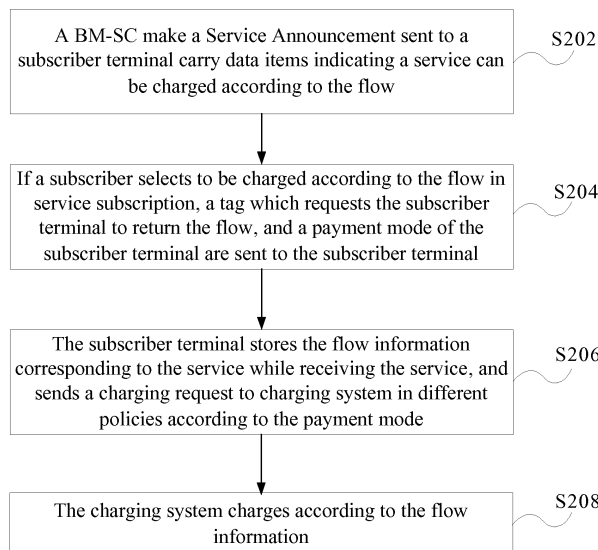 A BM-SC make a Service Announcement sent to a
subscriber terminal carry data items indicating a service can
be charged according to the flow
S202
If a subscriber selects to be charged according to the flow in
service subscription, a tag which requests the subscriber
terminal to return the flow, and a payment mode of the
subscriber terminal are sent to the subscriber terminal
S204
The subscriber terminal stores the flow information
corresponding to the service while receiving the service, and
sends a charging request to charging system in different
policies according to the payment mode
S206
The charging system charges according to the flow
information
S208